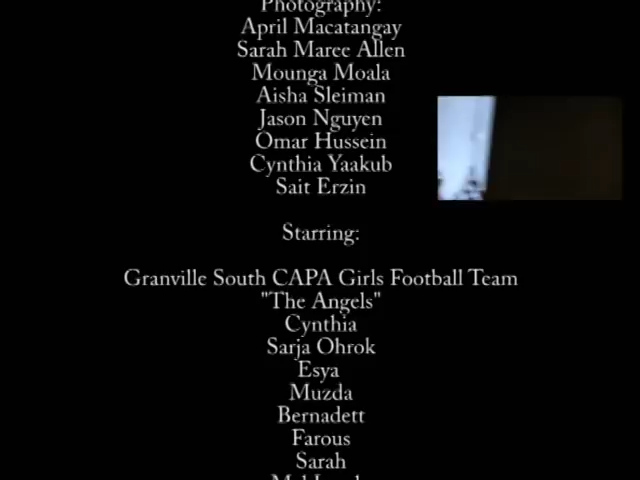 Photography:
April Macatangay
Sarah Maree Allen
Mounga Moala
Aisha Sleiman
Jason Nguyen
Omar Hussein
Cynthia Yaakub
Sait Erzin
Starring:
Granville South CAPA Girls Football Team
"The Angels"
Cynthia
Sarja Ohrok
Esya
Muzda
Bernadett
Farous
Sarah